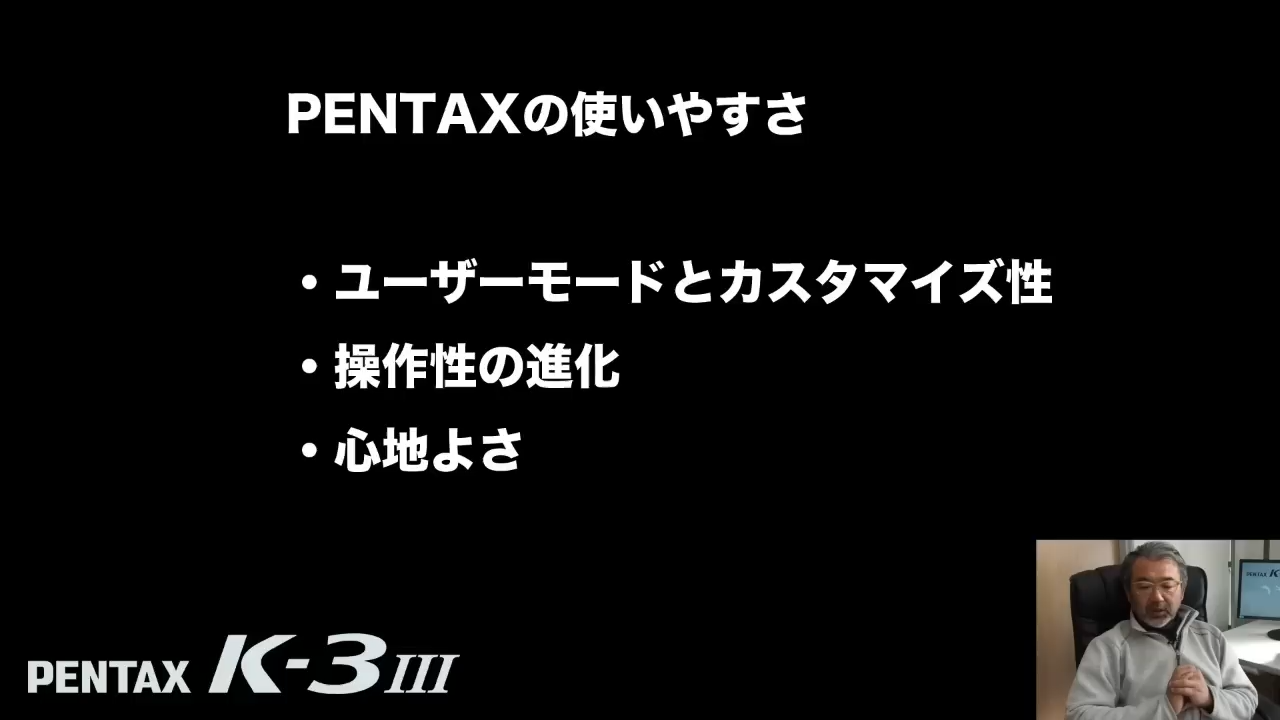 PENTAXの使いやすさ
・ユーザーモードとカスタマイズ性
・操作性の進化
・心地よさ
PENTAX K-3 III
PENTAX K-